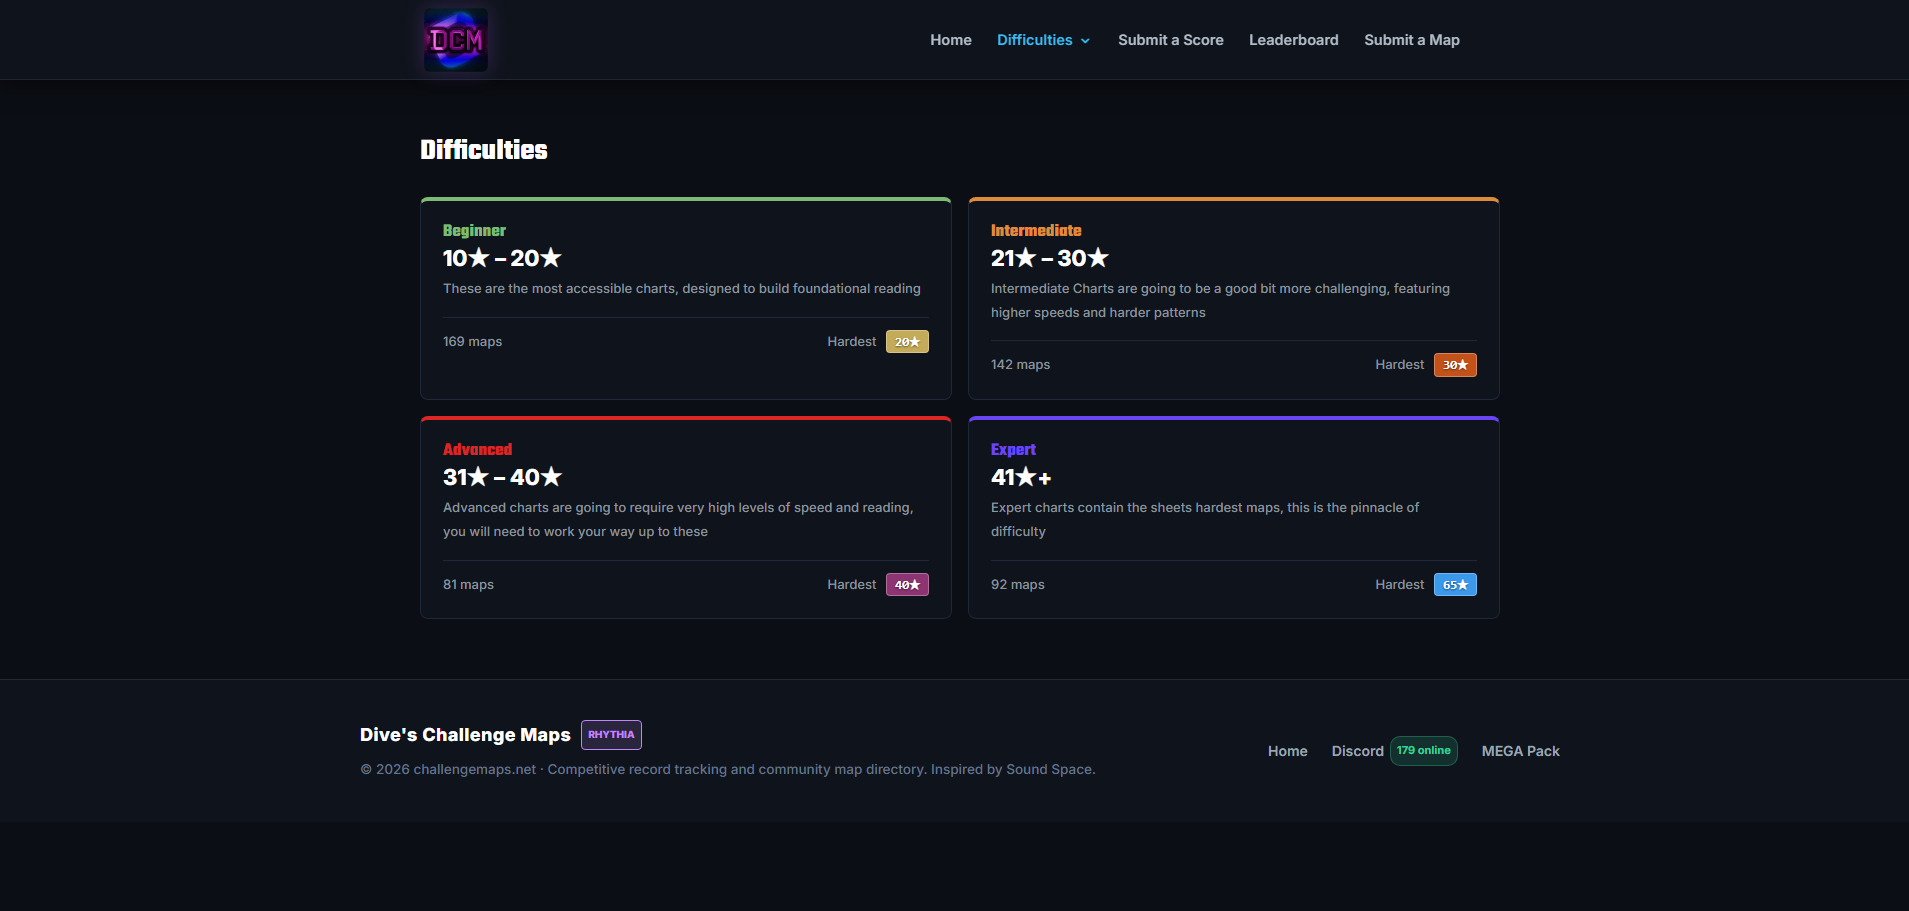 DCM
Home Difficulties Submit a Score Leaderboard Submit a Map
Difficulties
Beginner
10★ – 20★
These are the most accessible charts, designed to build foundational reading
169 maps Hardest 20★
Intermediate
21★ – 30★
Intermediate Charts are going to be a good bit more challenging, featuring
higher speeds and harder patterns
142 maps Hardest 30★
Advanced
31★ – 40★
Advanced charts are going to require very high levels of speed and reading,
you will need to work your way up to these
81 maps Hardest 40★
Expert
41★+
Expert charts contain the sheets hardest maps, this is the pinnacle of
difficulty
92 maps Hardest 65★
Dive's Challenge Maps RHYTHIA
© 2026 challengemaps.net · Competitive record tracking and community map directory. Inspired by Sound Space.
Home Discord 179 online MEGA Pack